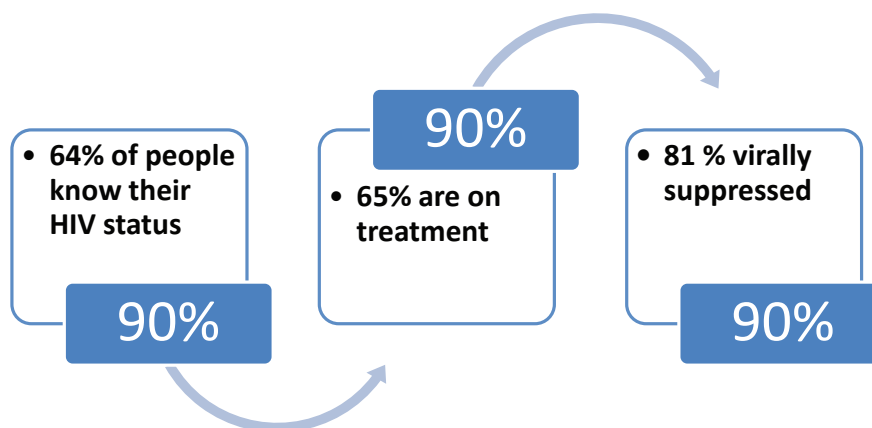 • 64% of people
know their
HIV status
90%
90%
• 65% are on
treatment
• 81 % virally
suppressed
90%